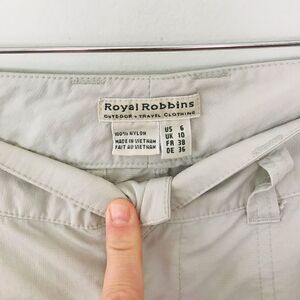 Royal Robbins
OUTDOOR + TRAVEL CLOTHING
100% NYLON
MADE IN VIETNAM
FAIT AU VIETNAM
US 6
UK 10
FR 38
DE 36